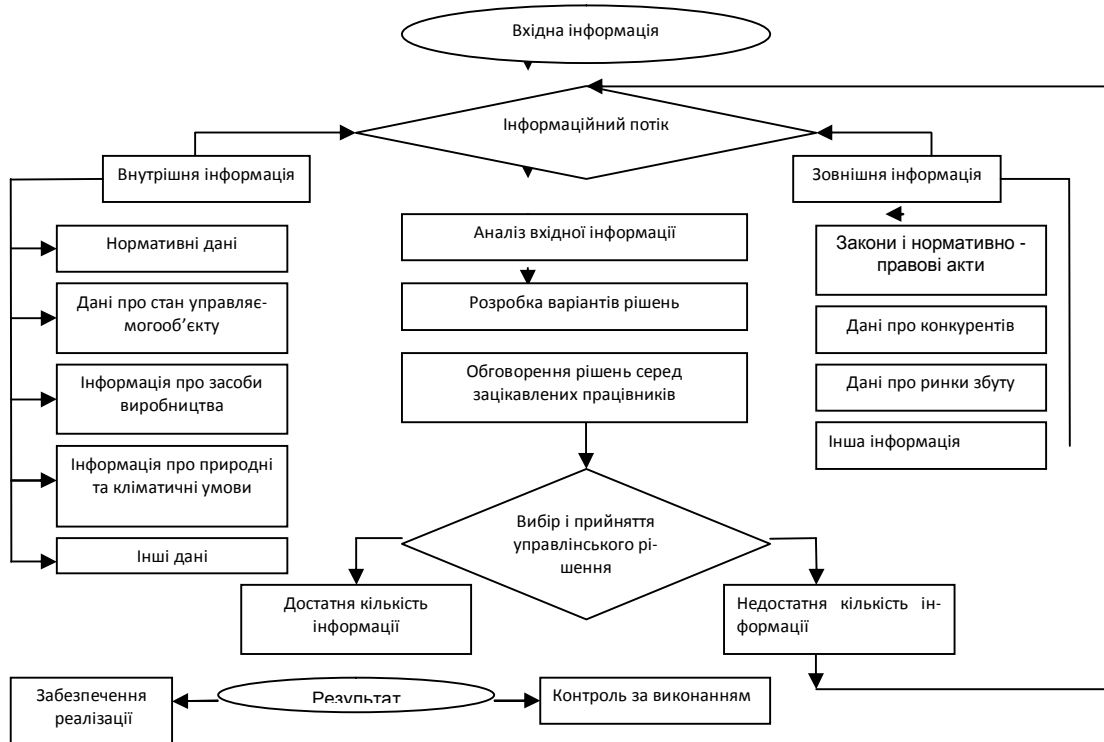 Вхідна інформація
Інформаційний потік
Внутрішня інформація
Зовнішня інформація
Нормативні дані
Дані про стан управляє-
могооб’єкту
Інформація про засоби
виробництва
Інформація про природні
та кліматичні умови
Інші дані
Аналіз вхідної інформації
Розробка варіантів рішень
Обговорення рішень серед
зацікавлених працівників
Закони і нормативно -
правові акти
Дані про конкурентів
Дані про ринки збуту
Інша інформація
Вибір і прийняття
управлінського рі-
шення
Достатня кількість
інформації
Недостатня кількість ін-
формації
Забезпечення
реалізації
Результат
Контроль за виконанням